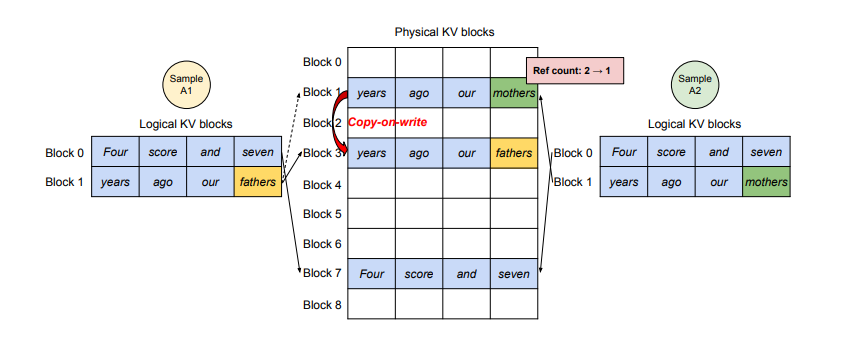 Physical KV blocks
Block 0
Ref count: 2 → 1
Sample
A1
Sample
A2
Block 1 years ago our mothers
Logical KV blocks
Block 2 Copy-on-write
Logical KV blocks
Block 0 Four score and seven
Block 3 years ago our fathers
Block 0 Four score and seven
Block 1 years ago our fathers
Block 4
Block 1 years ago our mothers
Block 5
Block 6
Block 7 Four score and seven
Block 8